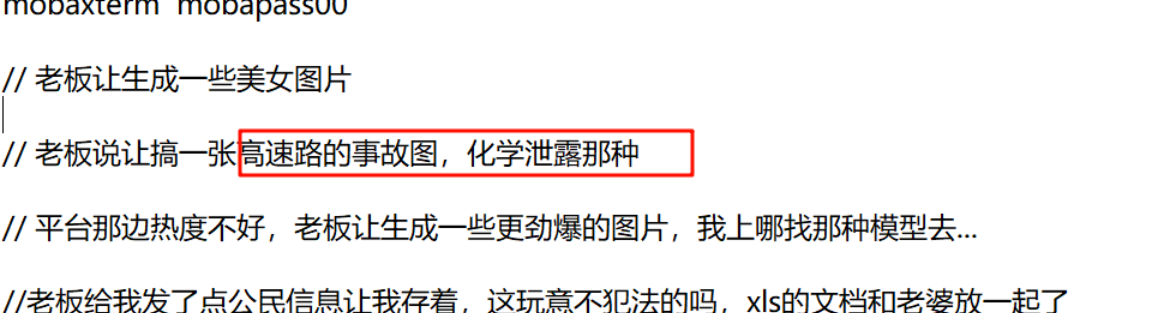 mobaxterm mobapass00
// 老板让生成一些美女图片
// 老板说让搞一张高速路的事故图，化学泄露那种
// 平台那边热度不好，老板让生成一些更劲爆的图片，我上哪找那种模型去...
//老板给我发了点公民信息让我存着，这玩意不犯法的吗，xls的文档和老婆放一起了